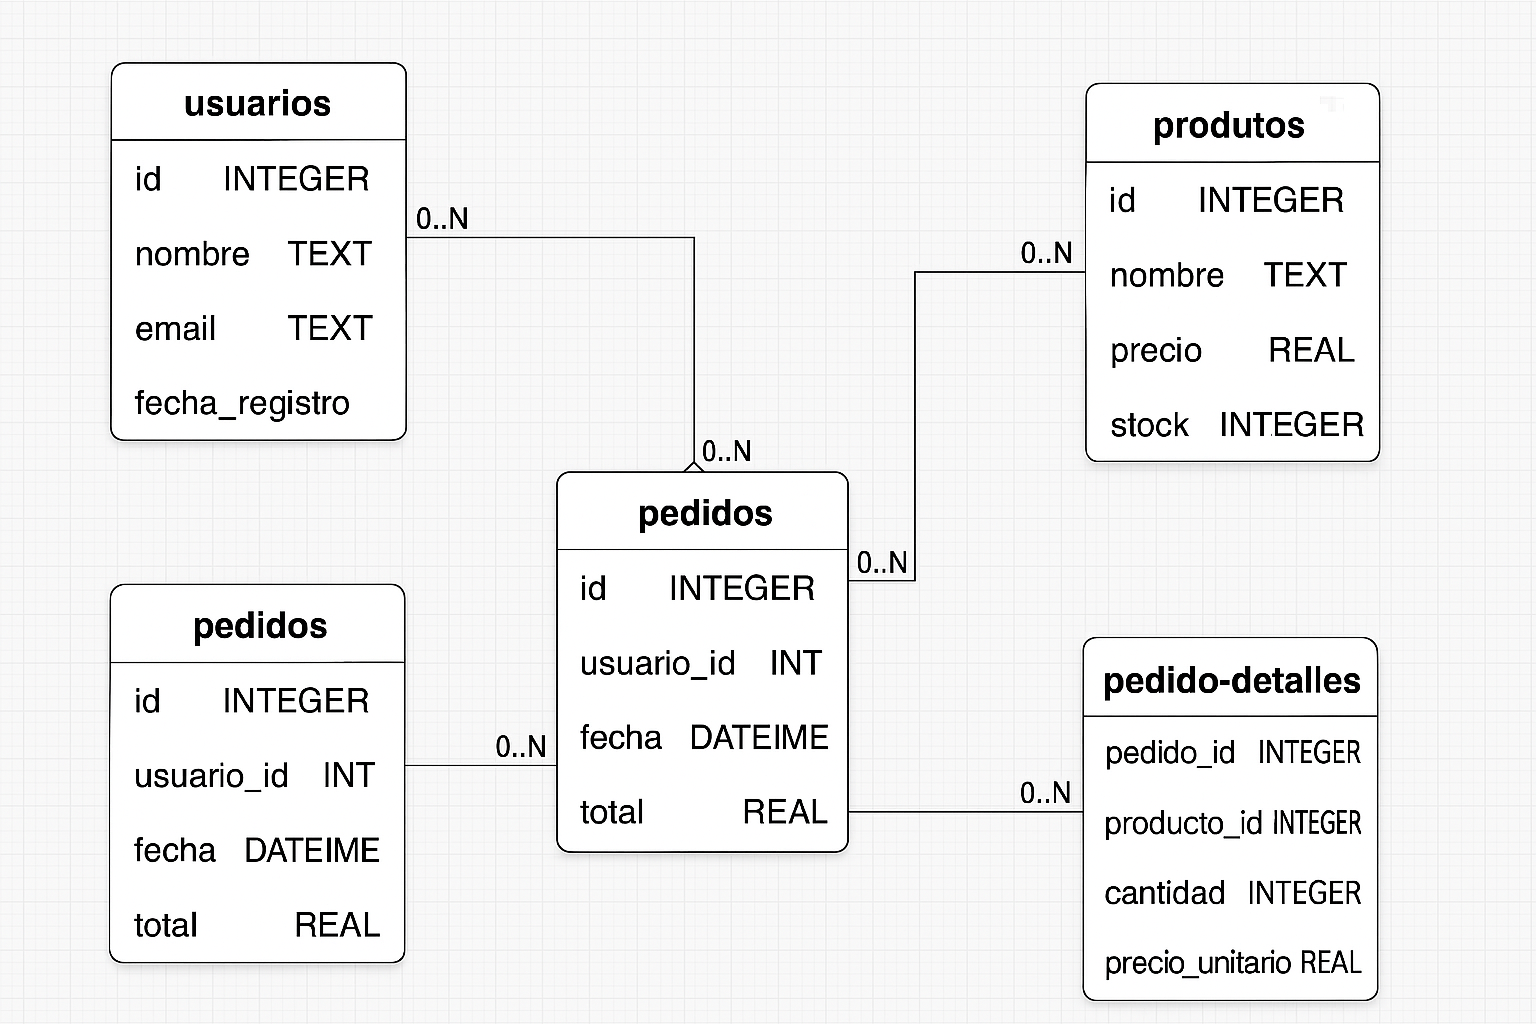 usuarios
id INTEGER
nombre TEXT
email TEXT
fecha_registro
0..N
0..N
produtos
id INTEGER
nombre TEXT
precio REAL
stock INTEGER
0..N
0..N
pedidos
id INTEGER
usuario_id INT
fecha DATEIME
total REAL
pedidos
id INTEGER
usuario_id INT
fecha DATEIME
total REAL
0..N
0..N
pedido-detalles
pedido_id INTEGER
producto_id INTEGER
cantidad INTEGER
precio_unitario REAL